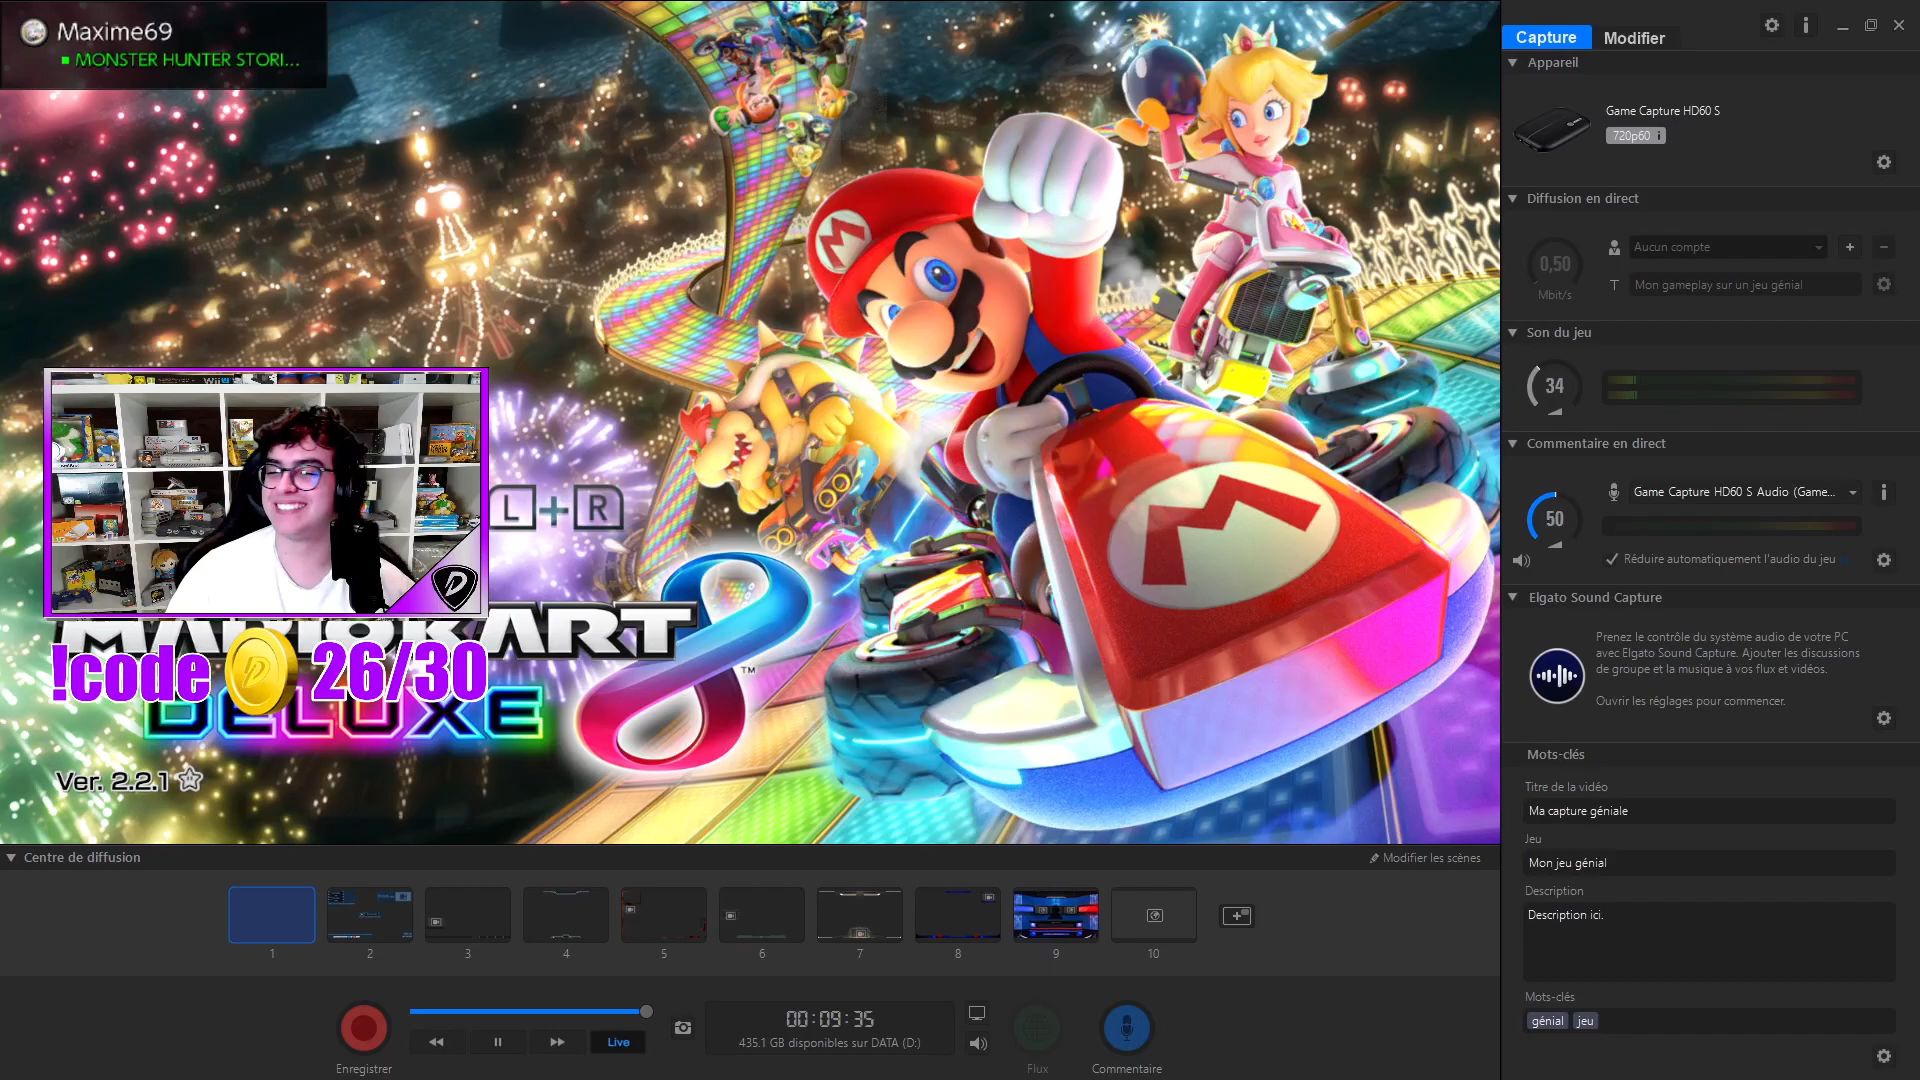 Maxime69
MONSTER HUNTER STORI...
L+R
MARIO KART
8
TM
DELUXE
!code 26/30
Ver. 2.2.1
Centre de diffusion
Modifier les scènes
1
2
3
4
5
6
7
8
9
10
Enregistrer
Live
00:09:35
435.1 GB disponibles sur DATA (D:)
Flux
Commentaire
Capture
Modifier
Appareil
Game Capture HD60 S
720p60 i
Diffusion en direct
0,50
Mbit/s
Aucun compte
T
Mon gameplay sur un jeu génial
Son du jeu
34
Commentaire en direct
50
Game Capture HD60 S Audio (Game...
Réduire automatiquement l'audio du jeu
Elgato Sound Capture
Prenez le contrôle du système audio de votre PC
avec Elgato Sound Capture. Ajouter les discussions
de groupe et la musique à vos flux et vidéos.
Ouvrir les réglages pour commencer.
Mots-clés
Titre de la vidéo
Ma capture géniale
Jeu
Mon jeu génial
Description
Description ici.
Mots-clés
génial jeu